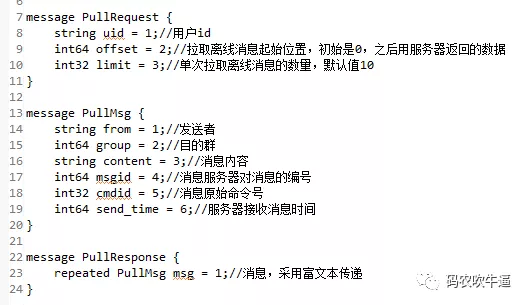 7 message PullRequest {
8 string uid = 1;//用户id
9 int64 offset = 2;//拉取离线消息起始位置，初始是0，之后用服务器返回的数据
10 int32 limit = 3;//单次拉取离线消息的数量，默认值10
11 }
12
13 message PullMsg {
14 string from = 1;//发送者
15 int64 group = 2;//目的群
16 string content = 3;//消息内容
17 int64 msgid = 4;//消息服务器对消息的编号
18 int32 cmdid = 5;//消息原始命令号
19 int64 send_time = 6;//服务器接收消息时间
20 }
21
22 message PullResponse {
23 repeated PullMsg msg = 1;//消息，采用富文本传递
24 }
码农吹牛逼